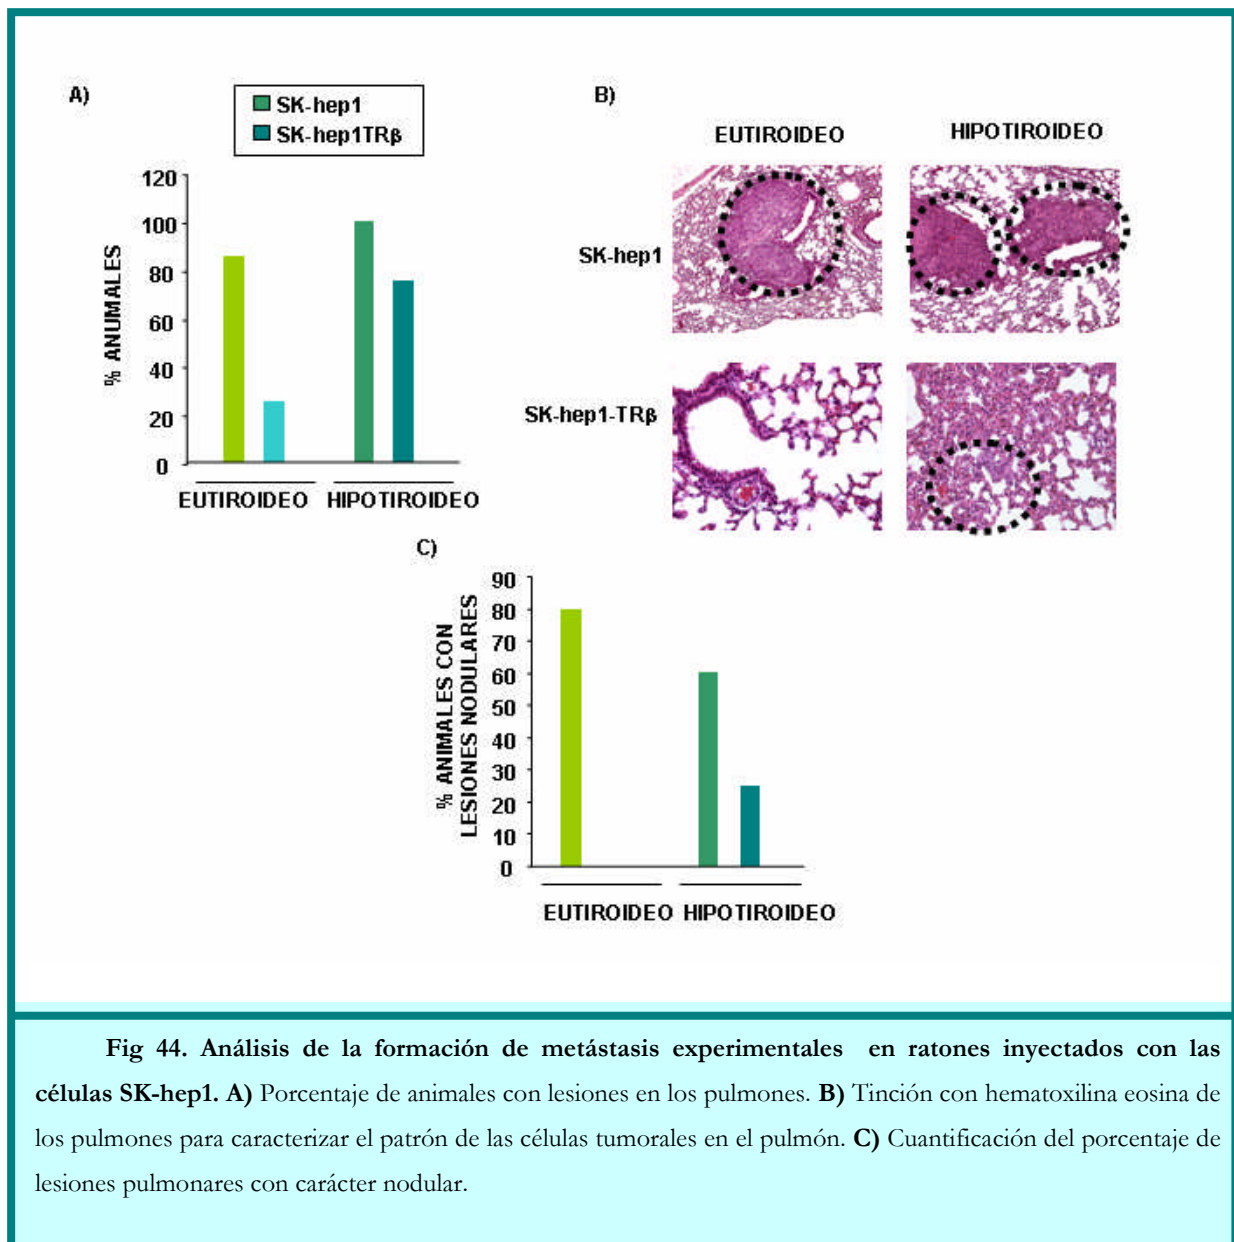 A)
SK-hep1
SK-hep1TRβ
120
100
80
60
40
20
0
% ANUMALES
EUTIROIDEO HIPOTIROIDEO
B)
EUTIROIDEO HIPOTIROIDEO
SK-hep1
SK-hep1-TRβ
C)
90
80
70
60
50
40
30
20
10
0
% ANIMALES CON
LESIONES NODULARES
EUTIROIDEO HIPOTIROIDEO
Fig 44. Análisis de la formación de metástasis experimentales en ratones inyectados con las
células SK-hep1. A) Porcentaje de animales con lesiones en los pulmones. B) Tinción con hematoxilina eosina de
los pulmones para caracterizar el patrón de las células tumorales en el pulmón. C) Cuantificación del porcentaje de
lesiones pulmonares con carácter nodular.